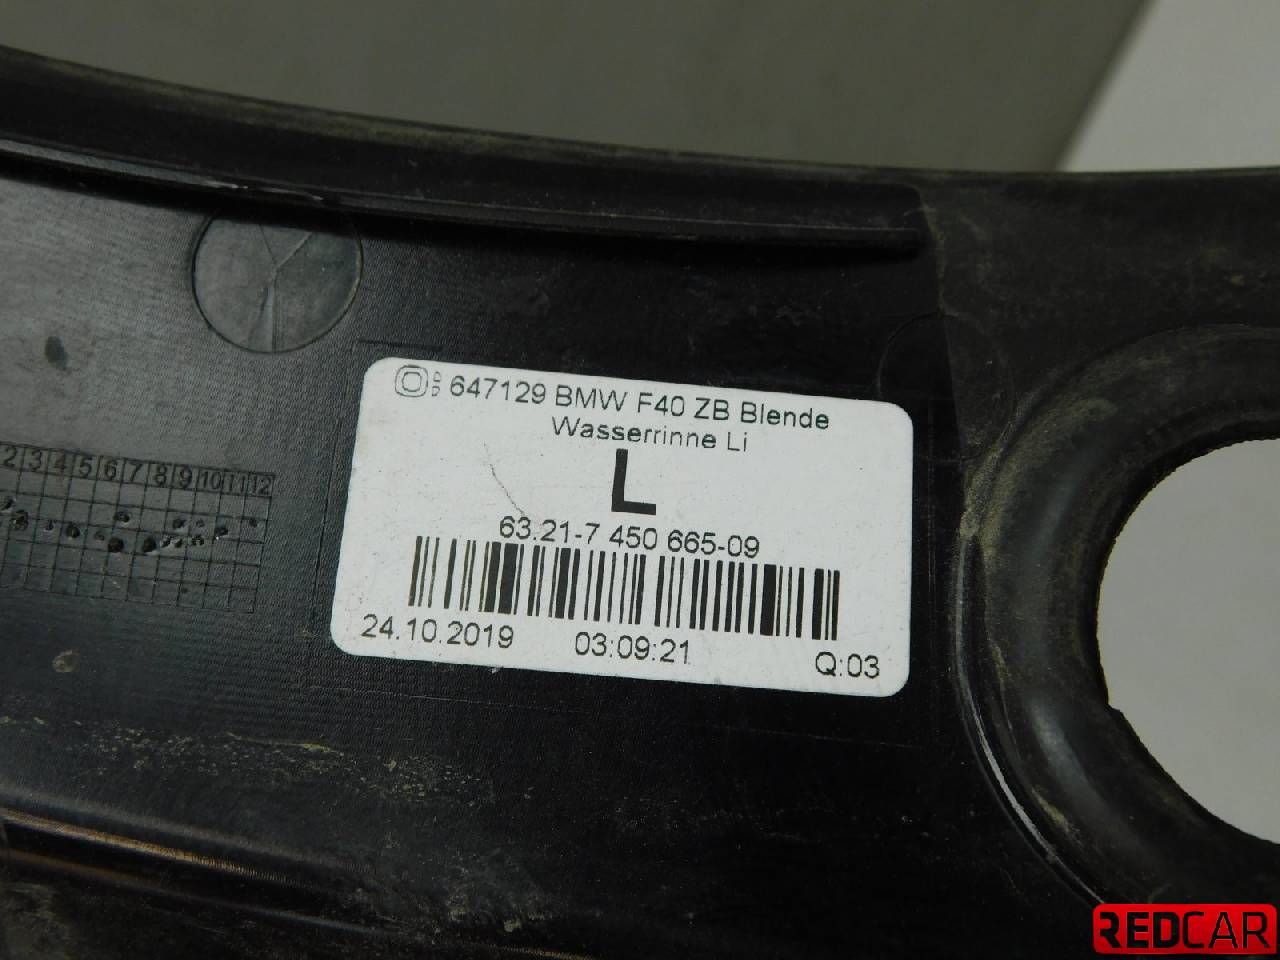 647129 BMW F40 ZB Blende
Wasserrinne Li
L
63.21-7 450 665-09
24.10.2019 03:09:21 Q:03
2 3 4 5 6 7 8 9 10 11 12
REDCAR